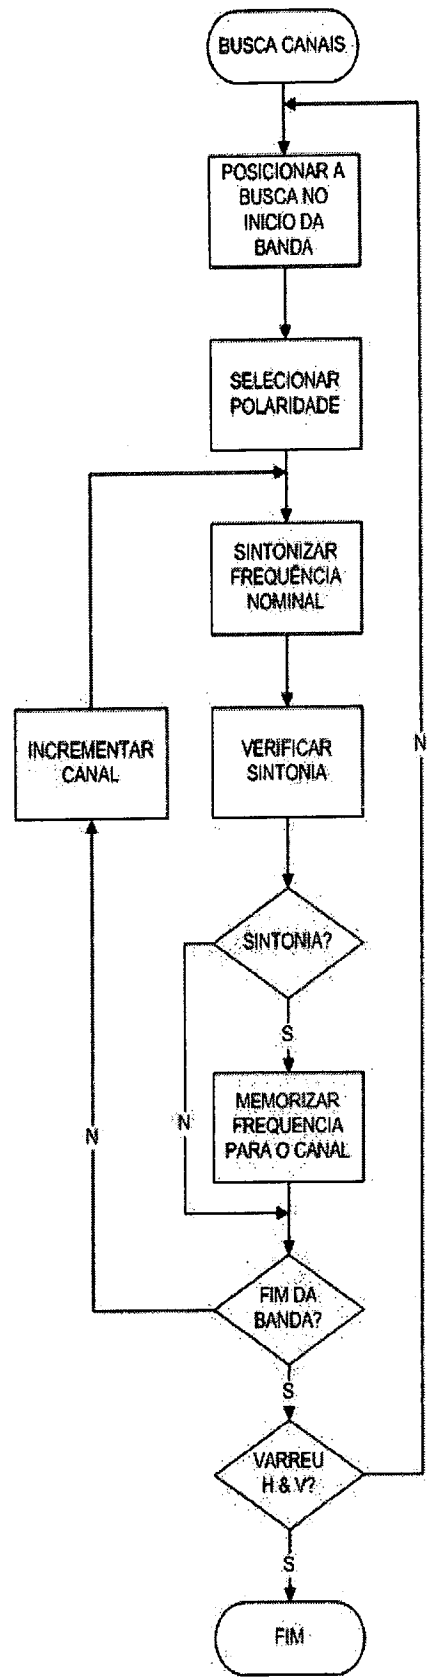 BUSCA CANAIS
POSICIONAR A
BUSCA NO
INICIO DA
BANDA
SELECIONAR
POLARIDADE
SINTONIZAR
FREQUÊNCIA
NOMINAL
INCREMENTAR
CANAL
VERIFICAR
SINTONIA
N
SINTONIA?
S
MEMORIZAR
FREQUENCIA
PARA O CANAL
N
N
FIM DA
BANDA?
S
VARREU
H & V?
S
FIM